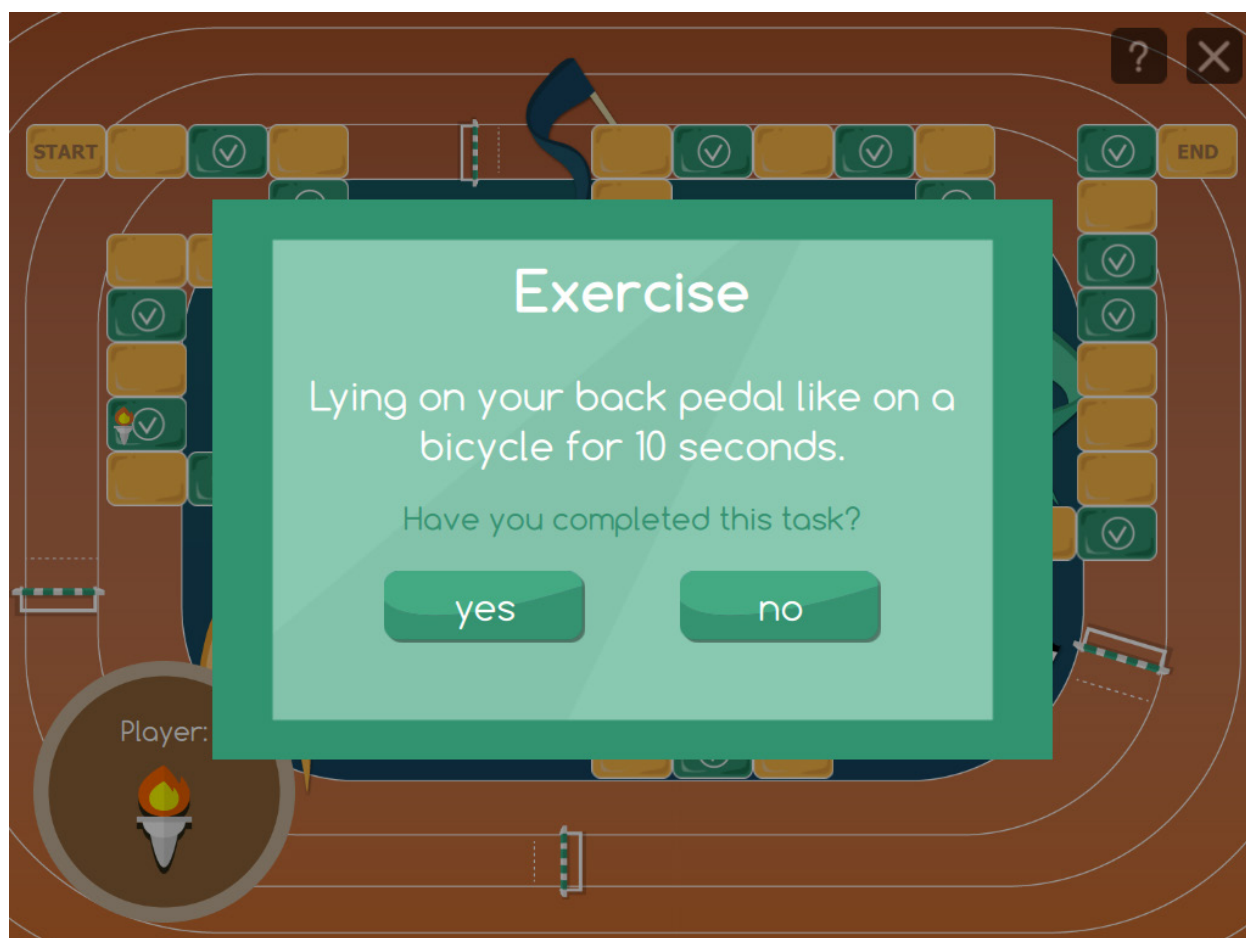 ?
START
END
Exercise
Lying on your back pedal like on a
bicycle for 10 seconds.
Have you completed this task?
yes
no
Player: